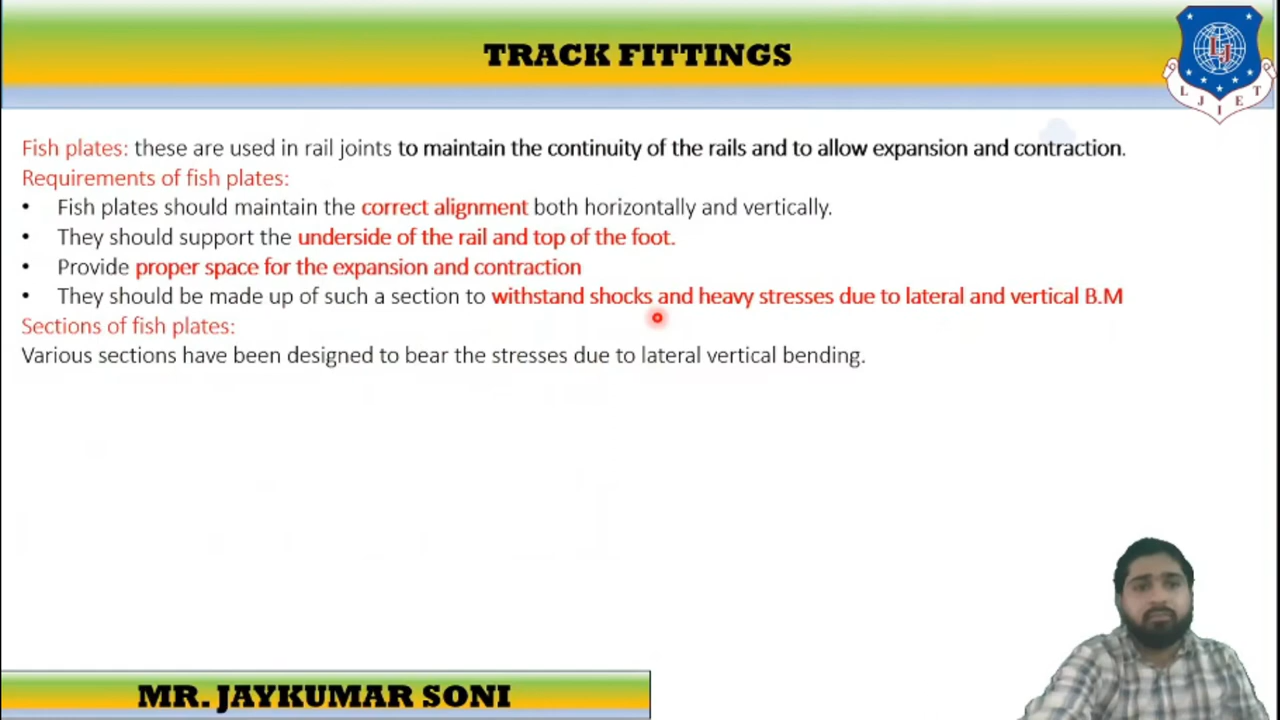 TRACK FITTINGS
LJ
LJIET
Fish plates: these are used in rail joints to maintain the continuity of the rails and to allow expansion and contraction.
Requirements of fish plates:
• Fish plates should maintain the correct alignment both horizontally and vertically.
• They should support the underside of the rail and top of the foot.
• Provide proper space for the expansion and contraction
• They should be made up of such a section to withstand shocks and heavy stresses due to lateral and vertical B.M
Sections of fish plates:
Various sections have been designed to bear the stresses due to lateral vertical bending.
MR. JAYKUMAR SONI